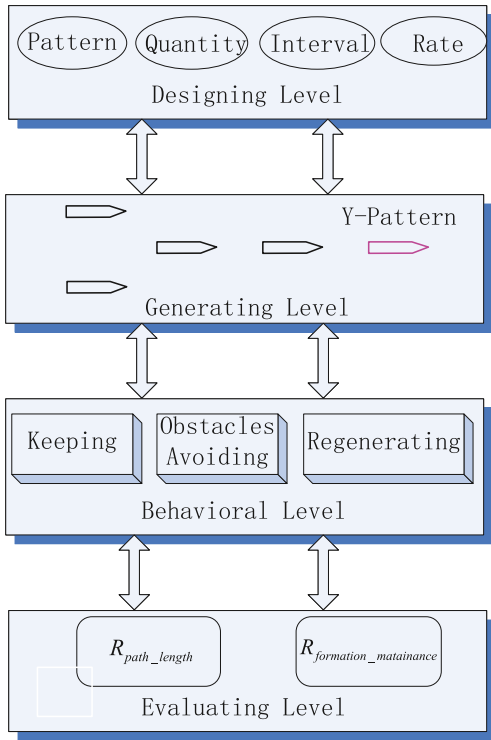 Pattern Quantity Interval Rate
Designing Level
Y-Pattern
Generating Level
Keeping
Obstacles
Avoiding
Regenerating
Behavioral Level
R_path_length R_formation_matainance
Evaluating Level